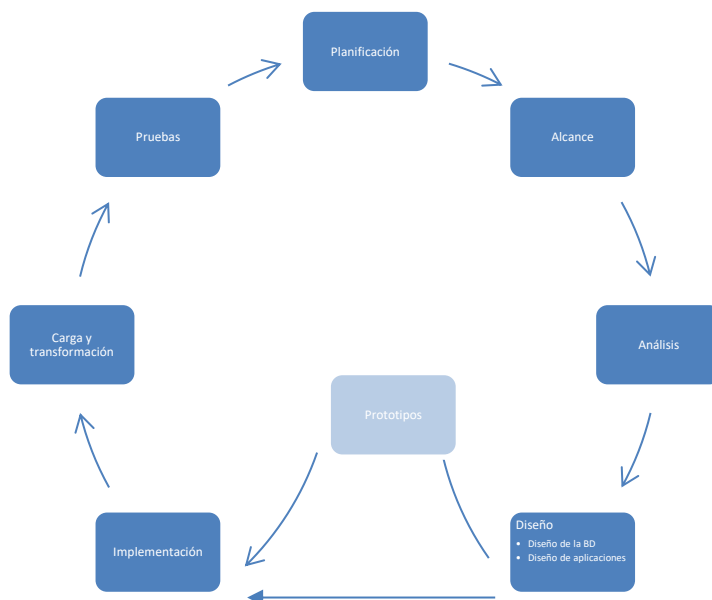 Planificación
Pruebas
Alcance
Carga y
transformación
Análisis
Prototipos
Implementación
Diseño
• Diseño de la BD
• Diseño de aplicaciones